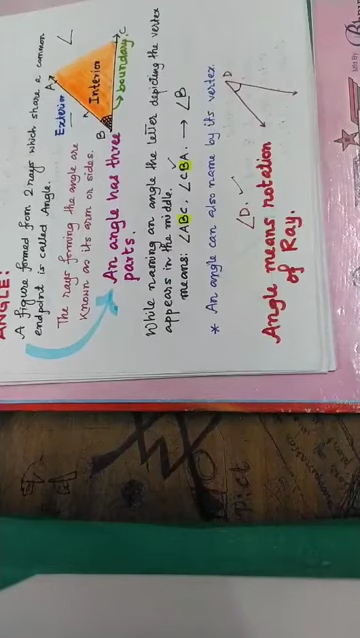 ANGLE:
A figure formed from 2 rays which share a common
endpoint is called Angle.
The rays forming the angle are
known as its arm or sides.
An angle has three
parts.
A
Exterior
Interior
B
C
boundary
While naming an angle the letter depicting the vertex
appears in the middle.
means: ∠ABC, ∠CBA. → ∠B
* An angle can also name by its vertex.
∠D. ✓
D
Angle means notation
of Ray.